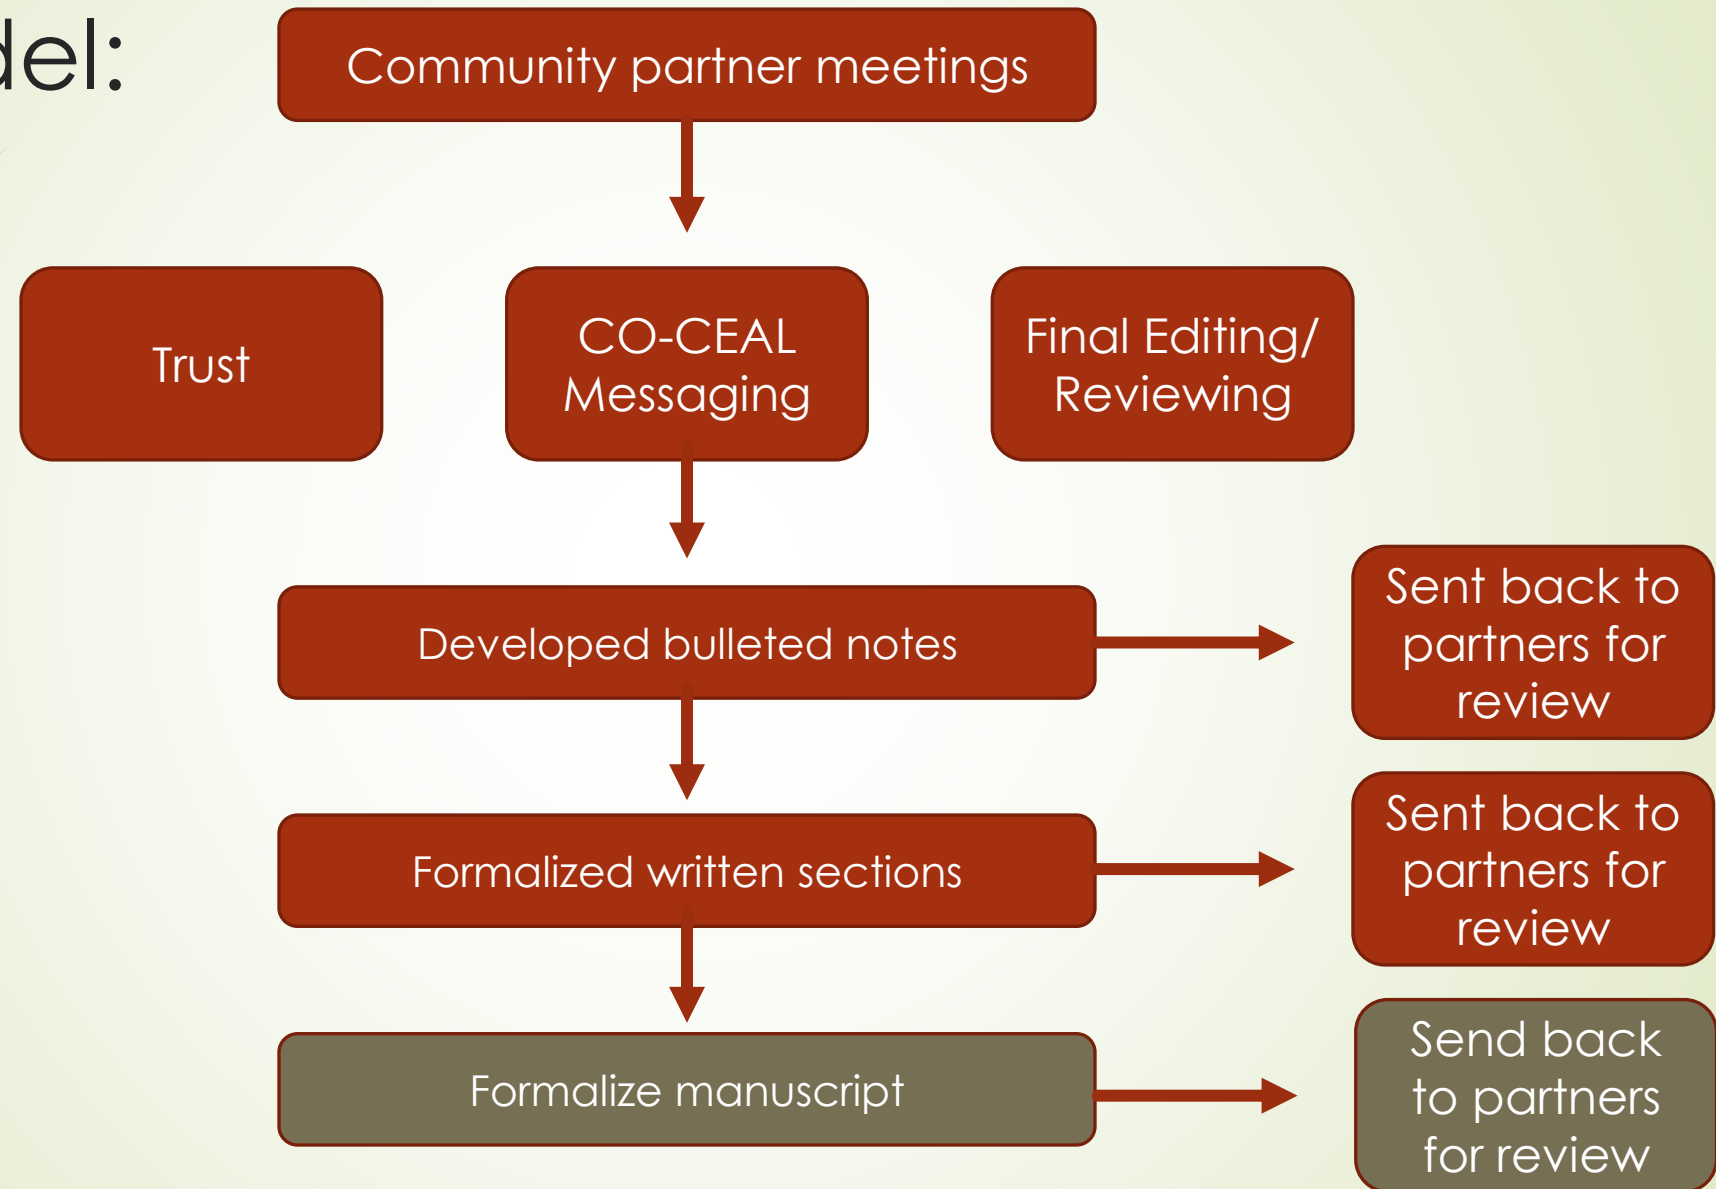 Community partner meetings
Trust
CO-CEAL
Messaging
Final Editing/
Reviewing
Developed bulleted notes
Sent back to
partners for
review
Formalized written sections
Sent back to
partners for
review
Formalize manuscript
Send back
to partners
for review